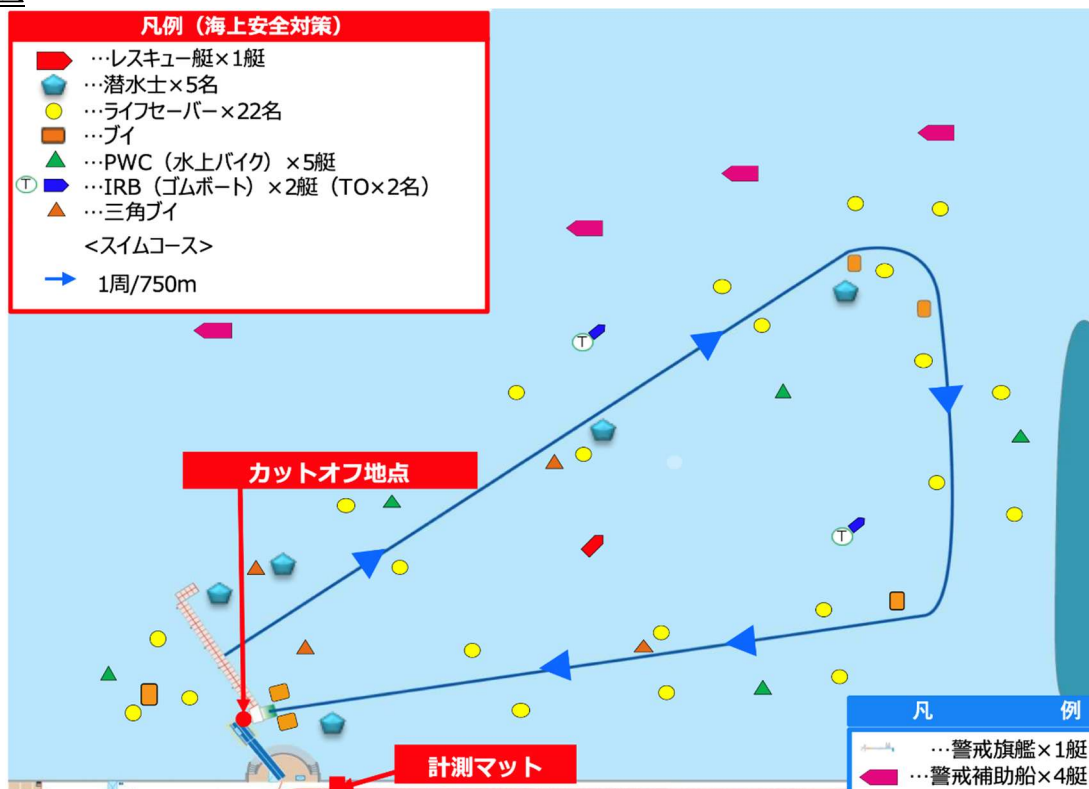 凡例（海上安全対策）
…レスキュー艇×1艇
…潜水士×5名
…ライフセーバー×22名
…ブイ
…PWC（水上バイク）×5艇
T …IRB（ゴムボート）×2艇（TO×2名）
…三角ブイ
<スイムコース>
1周/750m
T
カットオフ地点
T
計測マット
凡 例
…警戒旗艦×1艇
…警戒補助船×4艇